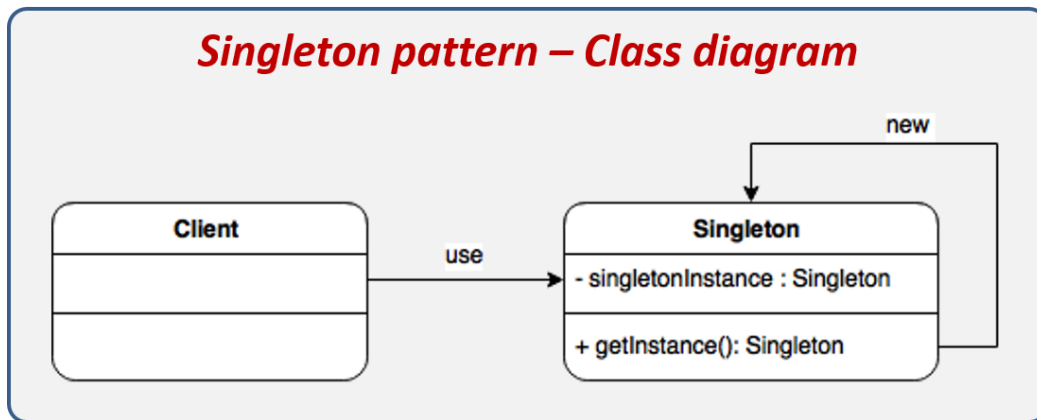 Singleton pattern – Class diagram
new
Client
use
Singleton
- singletonInstance : Singleton
+ getInstance(): Singleton